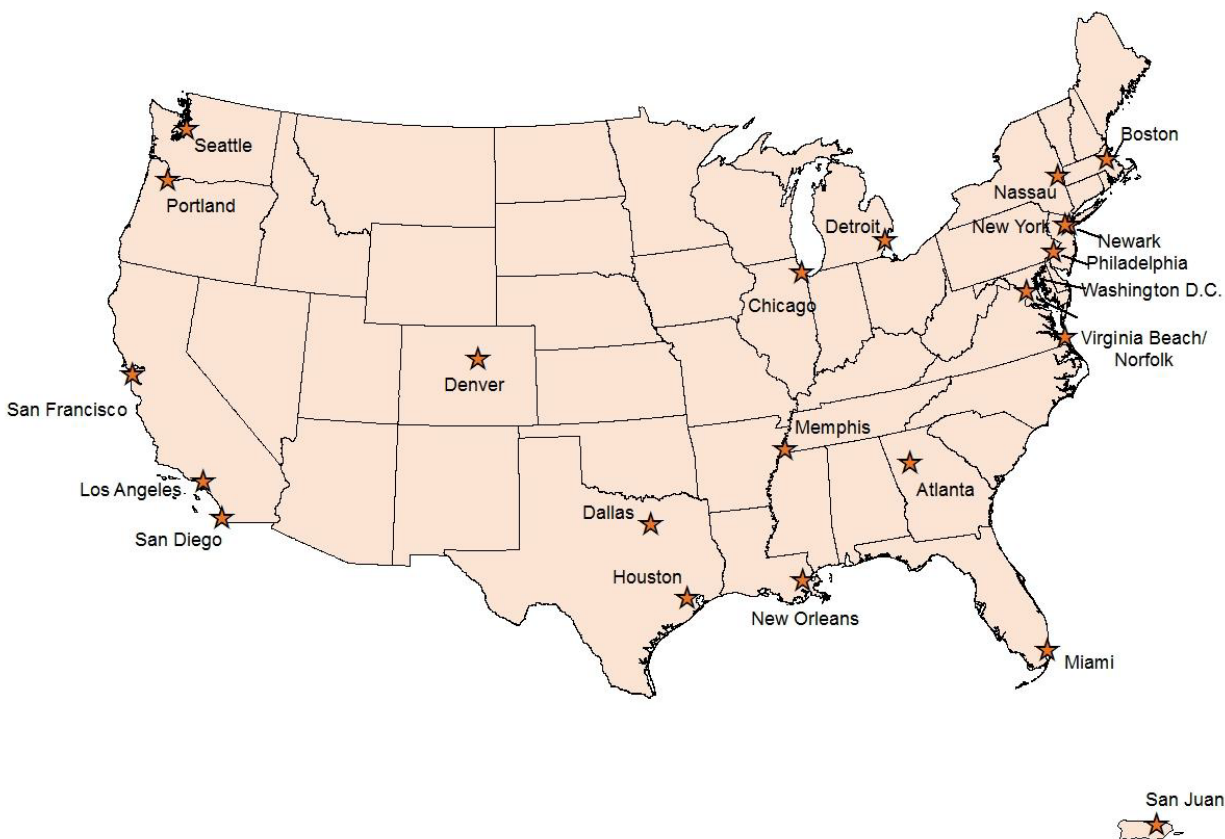 Boston
Seattle
Nassau
Portland
Detroit
New York
Newark
Philadelphia
Washington D.C.
Chicago
Virginia Beach/
Norfolk
Denver
San Francisco
Memphis
Los Angeles
Atlanta
Dallas
San Diego
Houston
New Orleans
Miami
San Juan